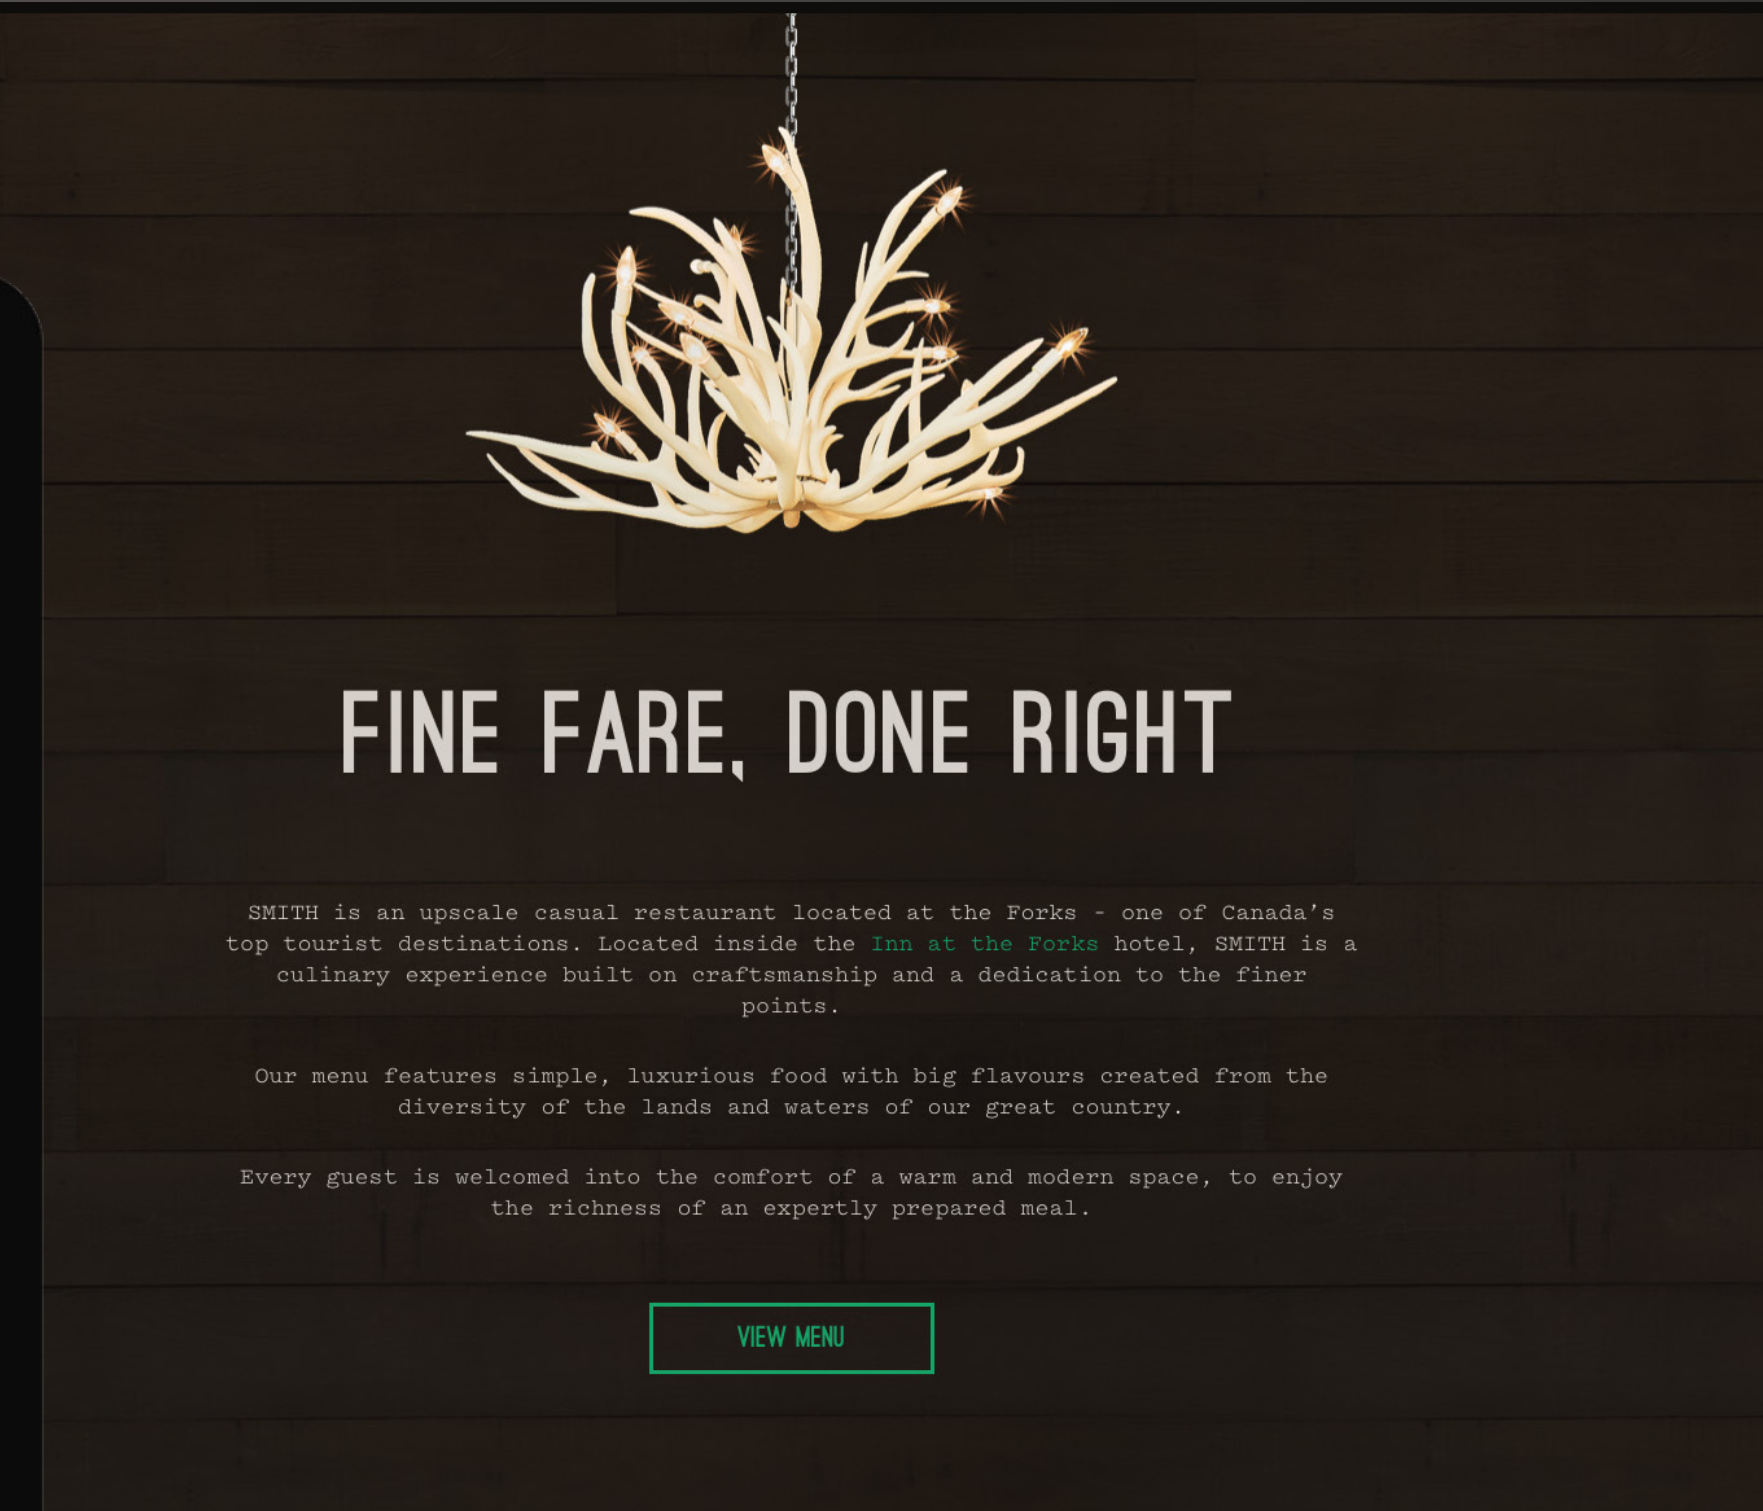 FINE FARE, DONE RIGHT
SMITH is an upscale casual restaurant located at the Forks - one of Canada’s
top tourist destinations. Located inside the Inn at the Forks hotel, SMITH is a
culinary experience built on craftsmanship and a dedication to the finer
points.
Our menu features simple, luxurious food with big flavours created from the
diversity of the lands and waters of our great country.
Every guest is welcomed into the comfort of a warm and modern space, to enjoy
the richness of an expertly prepared meal.
VIEW MENU